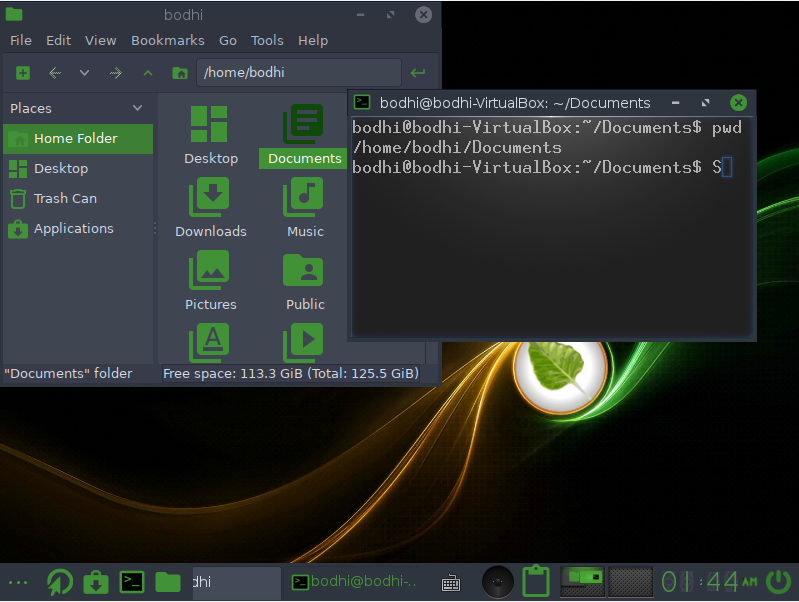 bodhi
File Edit View Bookmarks Go Tools Help
/home/bodhi
Places
Home Folder
Desktop
Trash Can
Applications
Desktop
Documents
Downloads
Music
Pictures
Public
"Documents" folder
Free space: 113.3 GiB (Total: 125.5 GiB)
bodhi@bodhi-VirtualBox: ~/Documents
bodhi@bodhi-VirtualBox:~/Documents$ pwd
/home/bodhi/Documents
bodhi@bodhi-VirtualBox:~/Documents$ S
dhi
bodhi@bodhi-..
01:44 AM